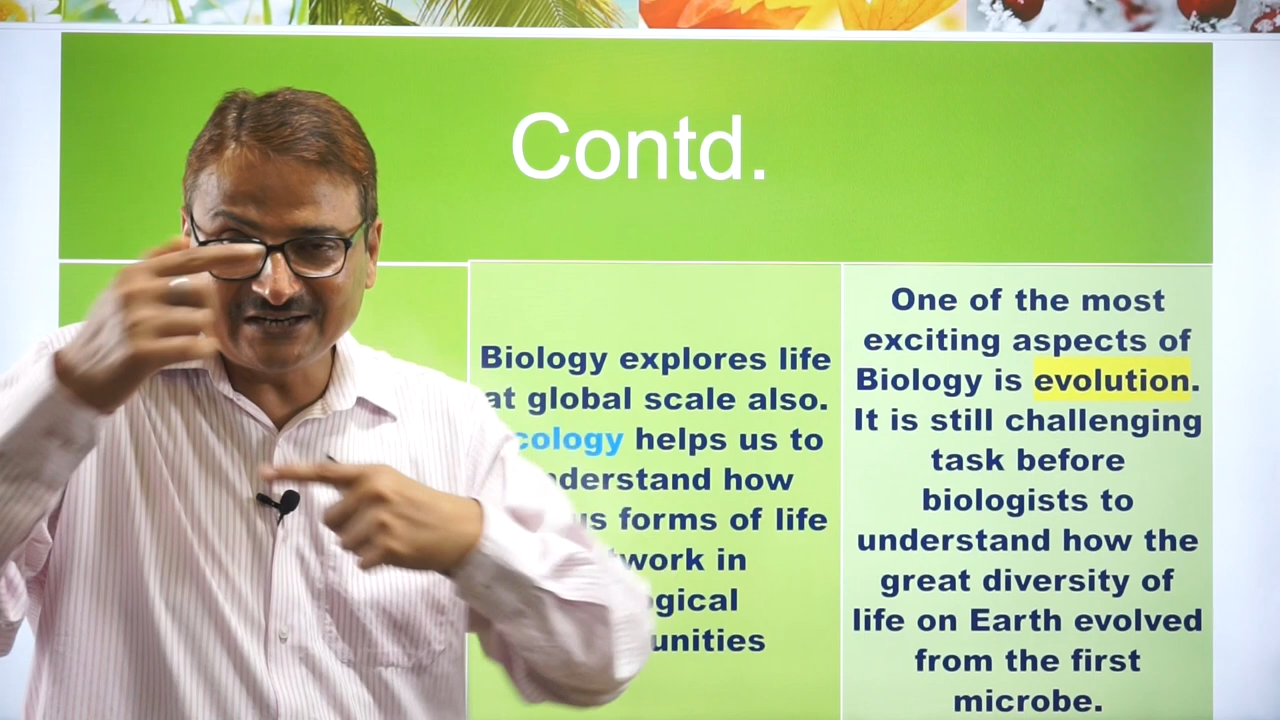 Contd.
Biology explores life
at global scale also.
cology helps us to
nderstand how
us forms of life
work in
ogical
unities
One of the most
exciting aspects of
Biology is evolution.
It is still challenging
task before
biologists to
understand how the
great diversity of
life on Earth evolved
from the first
microbe.